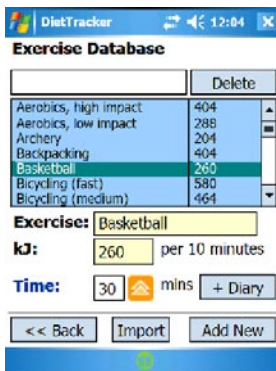 DietTracker 12:04
Exercise Database
Delete
Aerobics, high impact 404
Aerobics, low impact 288
Archery 204
Backpacking 404
Basketball 260
Bicycling (fast) 580
Bicycling (medium) 464
Exercise: Basketball
kJ: 260 per 10 minutes
Time: 30 mins + Diary
<< Back Import Add New